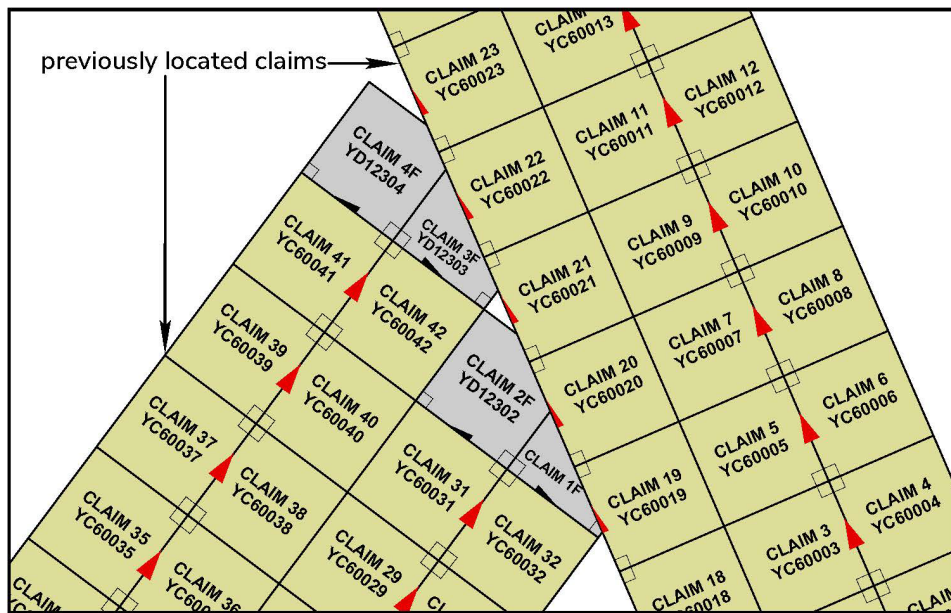 previously located claims
CLAIM 23
YC60023
YC60013
CLAIM 12
YC60012
CLAIM 11
YC60011
CLAIM 4F
YD12304
CLAIM 22
YC60022
CLAIM 10
YC60010
CLAIM 3F
YD12303
CLAIM 9
YC60009
CLAIM 41
YC60041
CLAIM 21
YC60021
CLAIM 8
YC60008
CLAIM 42
YC60042
CLAIM 7
YC60007
CLAIM 39
YC60039
CLAIM 2F
YD12302
CLAIM 20
YC60020
CLAIM 6
YC60006
CLAIM 40
YC60040
CLAIM 5
YC60005
CLAIM 37
YC60037
CLAIM 31
YC60031
CLAIM 1F
CLAIM 19
YC60019
CLAIM 4
YC60004
CLAIM 38
YC60038
CLAIM 32
YC60032
CLAIM 3
YC60003
CLAIM 35
YC60035
CLAIM 29
YC60029
CLAIM 18
YC60018
CLAIM 36
CLAIM